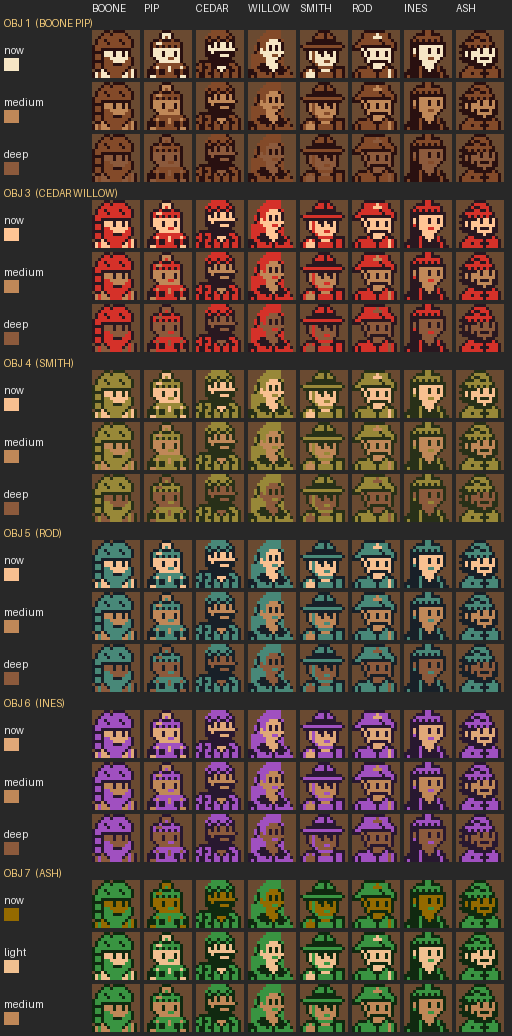 BOONE PIP CEDAR WILLOW SMITH ROD INES ASH
OBJ 1 (BOONE PIP)
now
medium
deep
OBJ 3 (CEDAR WILLOW)
now
medium
deep
OBJ 4 (SMITH)
now
medium
deep
OBJ 5 (ROD)
now
medium
deep
OBJ 6 (INES)
now
medium
deep
OBJ 7 (ASH)
now
light
medium